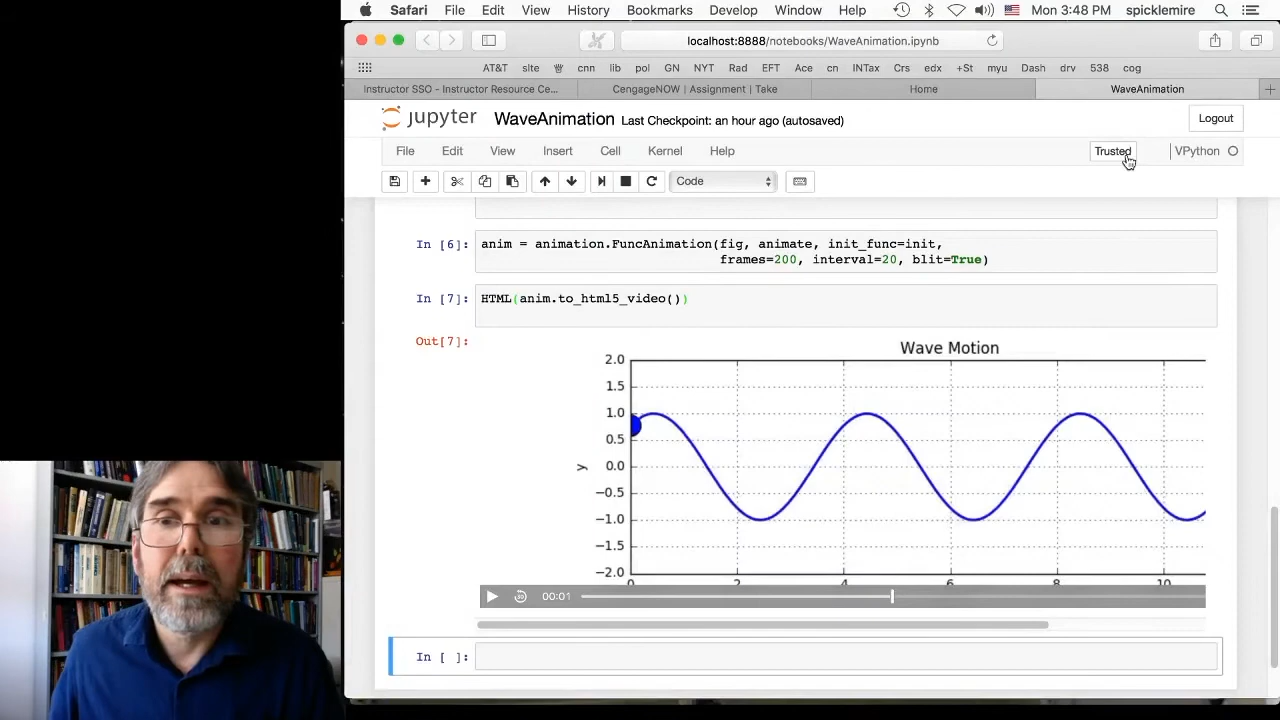 Safari File Edit View History Bookmarks Develop Window Help Mon 3:48 PM spicklemire
localhost:8888/notebooks/WaveAnimation.ipynb
AT&T site cnn lib pol GN NYT Rad EFT Ace cn INTax Crs edx +St myu Dash drv 538 cog
Instructor SSO - Instructor Resource Ce... CengageNOW | Assignment | Take Home WaveAnimation
jupyter WaveAnimation Last Checkpoint: an hour ago (autosaved) Logout
File Edit View Insert Cell Kernel Help Trusted VPython
Code
In [6]: anim = animation.FuncAnimation(fig, animate, init_func=init,
frames=200, interval=20, blit=True)
In [7]: HTML(anim.to_html5_video())
Out[7]:
Wave Motion
2.0
1.5
1.0
0.5
y 0.0
−0.5
−1.0
−1.5
−2.0
0 2 4 6 8 10
00:01
In [ ]: